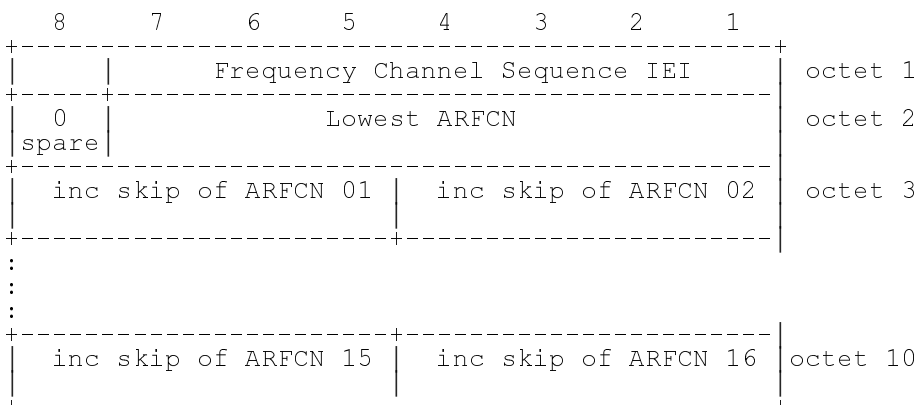 8 7 6 5 4 3 2 1
Frequency Channel Sequence IEI octet 1
0 Lowest ARFCN octet 2
spare
inc skip of ARFCN 01 inc skip of ARFCN 02 octet 3
:
:
:
inc skip of ARFCN 15 inc skip of ARFCN 16 octet 10